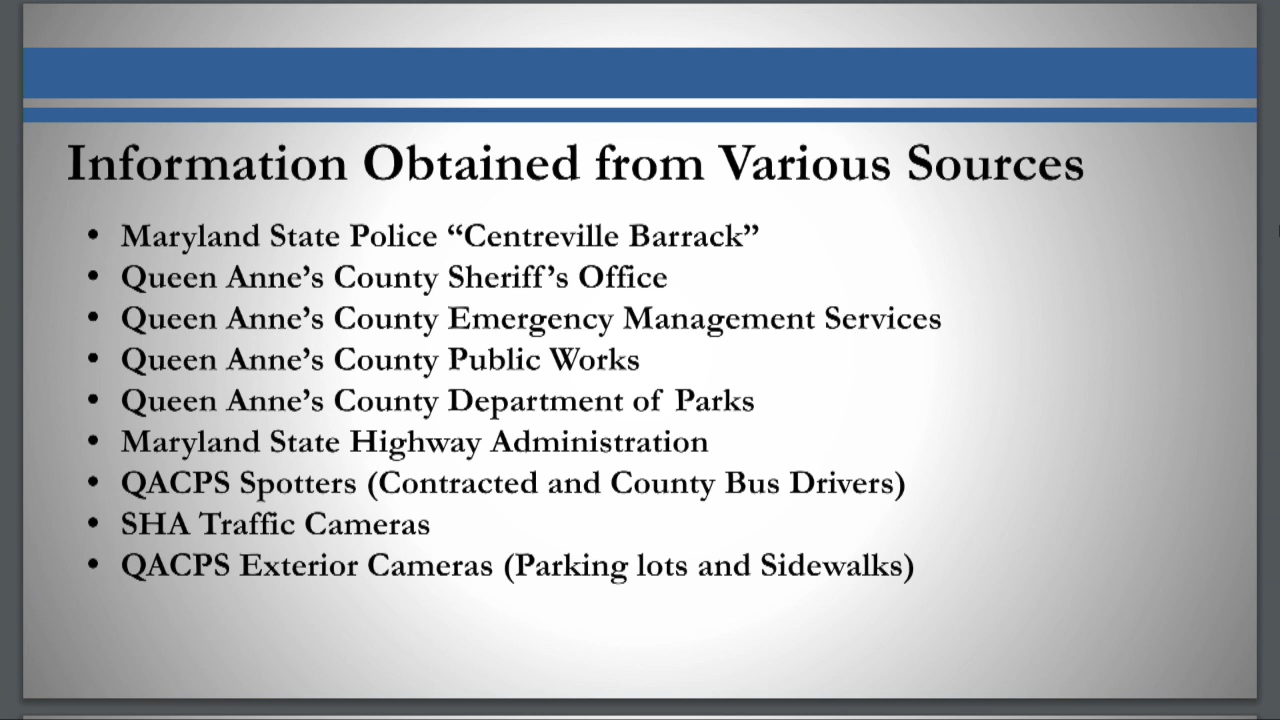 Information Obtained from Various Sources
• Maryland State Police “Centreville Barrack”
• Queen Anne’s County Sheriff’s Office
• Queen Anne’s County Emergency Management Services
• Queen Anne’s County Public Works
• Queen Anne’s County Department of Parks
• Maryland State Highway Administration
• QACPS Spotters (Contracted and County Bus Drivers)
• SHA Traffic Cameras
• QACPS Exterior Cameras (Parking lots and Sidewalks)